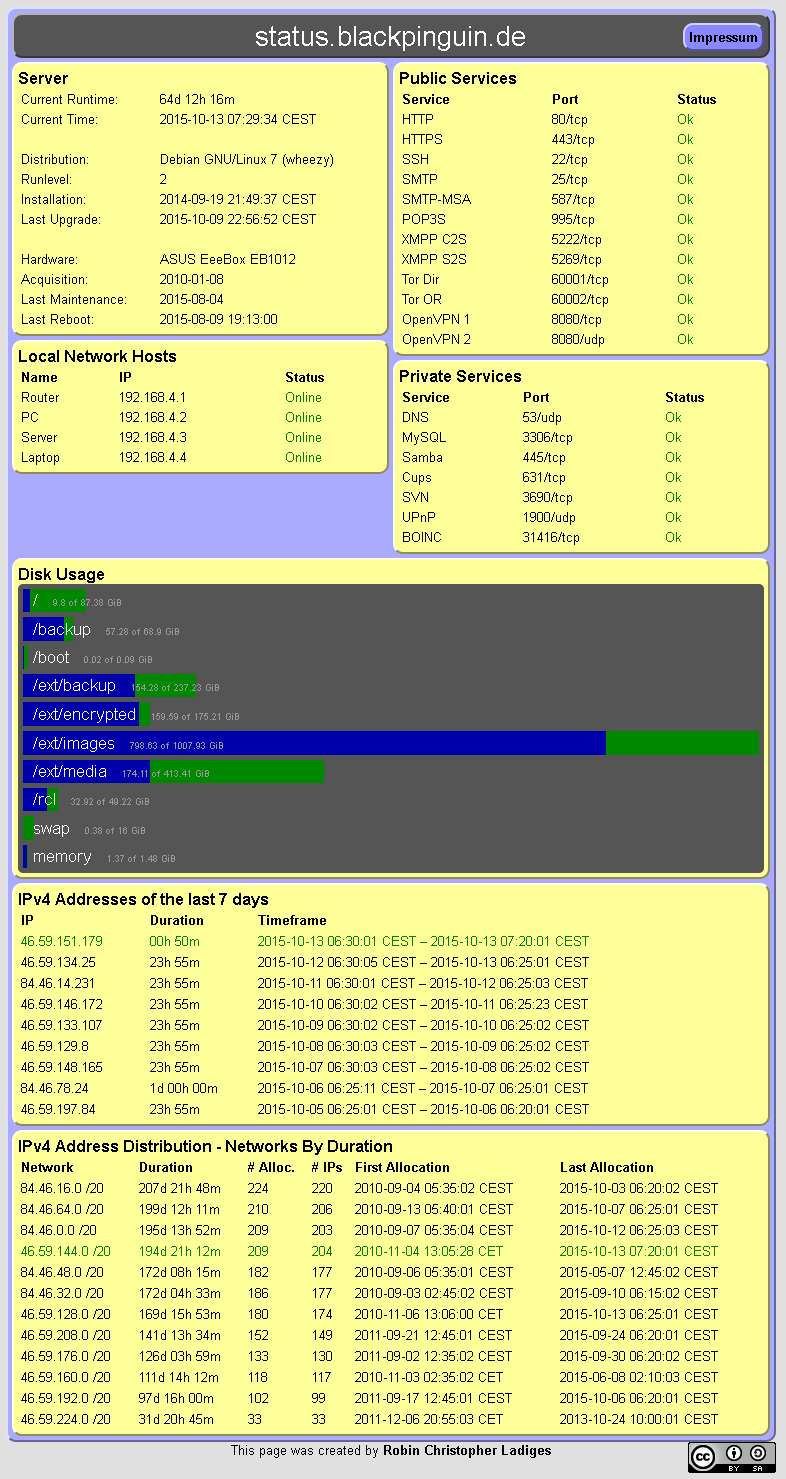 status.blackpinguin.de
Impressum
Server
Current Runtime: 64d 12h 16m
Current Time: 2015-10-13 07:29:34 CEST
Distribution: Debian GNU/Linux 7 (wheezy)
Runlevel: 2
Installation: 2014-09-19 21:49:37 CEST
Last Upgrade: 2015-10-09 22:56:52 CEST
Hardware: ASUS EeeBox EB1012
Acquisition: 2010-01-08
Last Maintenance: 2015-08-04
Last Reboot: 2015-08-09 19:13:00
Local Network Hosts
Name IP Status
Router 192.168.4.1 Online
PC 192.168.4.2 Online
Server 192.168.4.3 Online
Laptop 192.168.4.4 Online
Public Services
Service Port Status
HTTP 80/tcp Ok
HTTPS 443/tcp Ok
SSH 22/tcp Ok
SMTP 25/tcp Ok
SMTP-MSA 587/tcp Ok
POP3S 995/tcp Ok
XMPP C2S 5222/tcp Ok
XMPP S2S 5269/tcp Ok
Tor Dir 60001/tcp Ok
Tor OR 60002/tcp Ok
OpenVPN 1 8080/tcp Ok
OpenVPN 2 8080/udp Ok
Private Services
Service Port Status
DNS 53/udp Ok
MySQL 3306/tcp Ok
Samba 445/tcp Ok
Cups 631/tcp Ok
SVN 3690/tcp Ok
UPnP 1900/udp Ok
BOINC 31416/tcp Ok
Disk Usage
/ 9.8 of 87.38 GiB
/backup 57.28 of 68.9 GiB
/boot 0.02 of 0.09 GiB
/ext/backup 154.28 of 237.23 GiB
/ext/encrypted 159.59 of 175.21 GiB
/ext/images 798.63 of 1007.93 GiB
/ext/media 174.11 of 413.41 GiB
/rcl 32.92 of 49.22 GiB
swap 0.38 of 16 GiB
memory 1.37 of 1.48 GiB
IPv4 Addresses of the last 7 days
IP Duration Timeframe
46.59.151.179 00h 50m 2015-10-13 06:30:01 CEST – 2015-10-13 07:20:01 CEST
46.59.134.25 23h 55m 2015-10-12 06:30:05 CEST – 2015-10-13 06:25:01 CEST
84.46.14.231 23h 55m 2015-10-11 06:30:01 CEST – 2015-10-12 06:25:03 CEST
46.59.146.172 23h 55m 2015-10-10 06:30:02 CEST – 2015-10-11 06:25:23 CEST
46.59.133.107 23h 55m 2015-10-09 06:30:02 CEST – 2015-10-10 06:25:02 CEST
46.59.129.8 23h 55m 2015-10-08 06:30:03 CEST – 2015-10-09 06:25:02 CEST
46.59.148.165 23h 55m 2015-10-07 06:30:03 CEST – 2015-10-08 06:25:02 CEST
84.46.78.24 1d 00h 00m 2015-10-06 06:25:11 CEST – 2015-10-07 06:25:01 CEST
46.59.197.84 23h 55m 2015-10-05 06:25:01 CEST – 2015-10-06 06:20:01 CEST
IPv4 Address Distribution - Networks By Duration
Network Duration # Alloc. # IPs First Allocation Last Allocation
84.46.16.0 /20 207d 21h 48m 224 220 2010-09-04 05:35:02 CEST 2015-10-03 06:20:02 CEST
84.46.64.0 /20 199d 12h 11m 210 206 2010-09-13 05:40:01 CEST 2015-10-07 06:25:01 CEST
84.46.0.0 /20 195d 13h 52m 209 203 2010-09-07 05:35:04 CEST 2015-10-12 06:25:03 CEST
46.59.144.0 /20 194d 21h 12m 209 204 2010-11-04 13:05:28 CET 2015-10-13 07:20:01 CEST
84.46.48.0 /20 172d 08h 15m 182 177 2010-09-06 05:35:01 CEST 2015-05-07 12:45:02 CEST
84.46.32.0 /20 172d 04h 33m 186 177 2010-09-03 02:45:02 CEST 2015-09-10 06:15:02 CEST
46.59.128.0 /20 169d 15h 53m 180 174 2010-11-06 13:06:00 CET 2015-10-13 06:25:01 CEST
46.59.208.0 /20 141d 13h 34m 152 149 2011-09-21 12:45:01 CEST 2015-09-24 06:20:01 CEST
46.59.176.0 /20 126d 03h 59m 133 130 2011-09-02 12:35:02 CEST 2015-09-30 06:20:02 CEST
46.59.160.0 /20 111d 14h 12m 118 117 2010-11-03 02:35:02 CET 2015-06-08 02:10:03 CEST
46.59.192.0 /20 97d 16h 00m 102 99 2011-09-17 12:45:01 CEST 2015-10-06 06:20:01 CEST
46.59.224.0 /20 31d 20h 45m 33 33 2011-12-06 20:55:03 CET 2013-10-24 10:00:01 CEST
This page was created by Robin Christopher Ladiges
cc BY SA